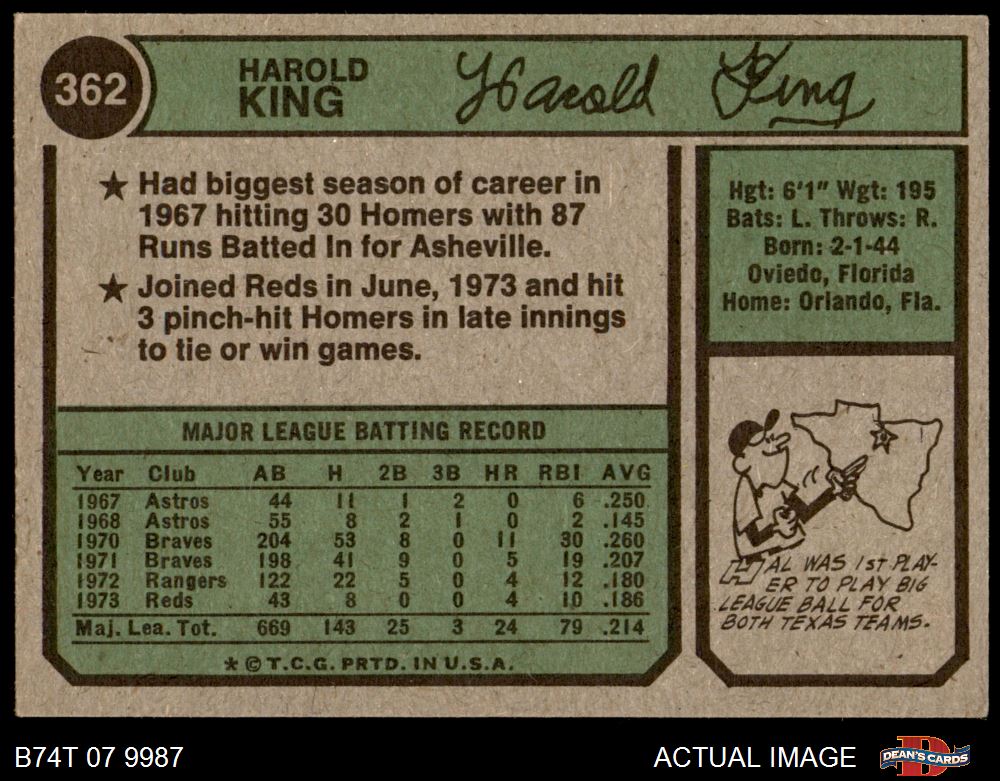 362
HAROLD
KING
Harold King
★ Had biggest season of career in
1967 hitting 30 Homers with 87
Runs Batted In for Asheville.
★ Joined Reds in June, 1973 and hit
3 pinch-hit Homers in late innings
to tie or win games.
Hgt: 6'1" Wgt: 195
Bats: L. Throws: R.
Born: 2-1-44
Oviedo, Florida
Home: Orlando, Fla.
MAJOR LEAGUE BATTING RECORD
Year Club AB H 2B 3B HR RBI AVG
1967 Astros 44 11 1 2 0 6 .250
1968 Astros 55 8 2 1 0 2 .145
1970 Braves 204 53 8 0 11 30 .260
1971 Braves 198 41 9 0 5 19 .207
1972 Rangers 122 22 5 0 4 12 .180
1973 Reds 43 8 0 0 4 10 .186
Maj. Lea. Tot. 669 143 25 3 24 79 .214
★ © T.C.G. PRTD. IN U.S.A.
HAL WAS 1ST PLAY-
ER TO PLAY BIG
LEAGUE BALL FOR
BOTH TEXAS TEAMS.
B74T 07 9987
ACTUAL IMAGE
D
DEAN'S CARDS